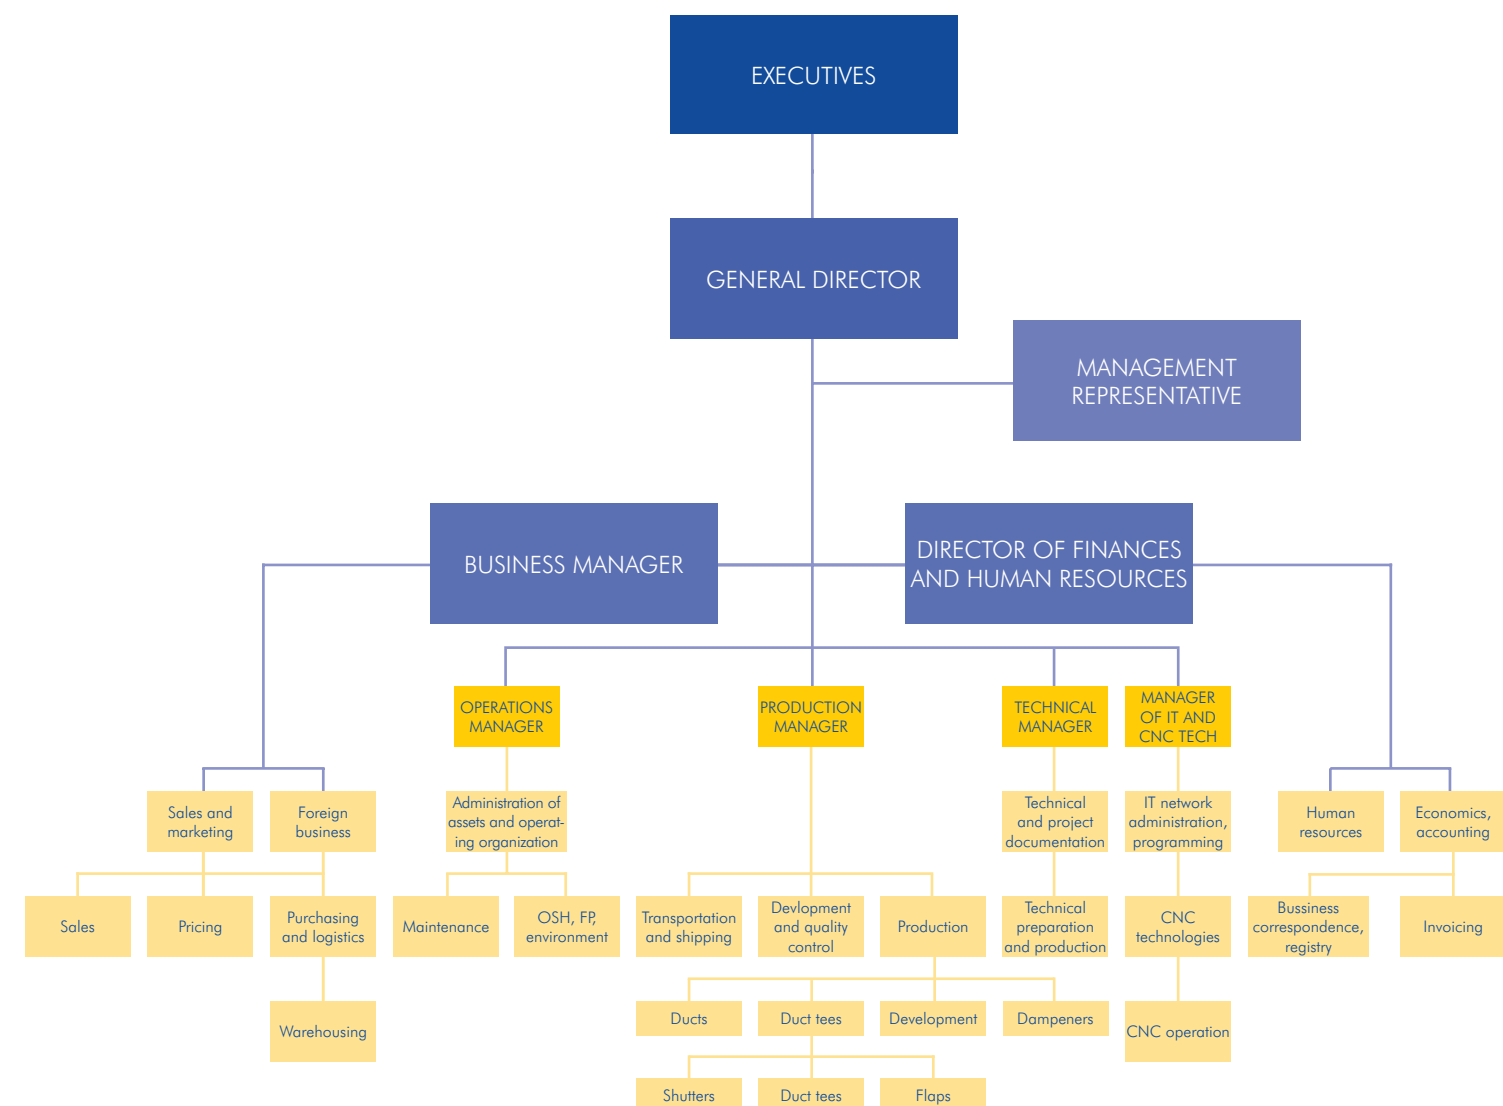 EXECUTIVES
GENERAL DIRECTOR
MANAGEMENT
REPRESENTATIVE
BUSINESS MANAGER
DIRECTOR OF FINANCES
AND HUMAN RESOURCES
OPERATIONS
MANAGER
PRODUCTION
MANAGER
TECHNICAL
MANAGER
MANAGER
OF IT AND
CNC TECH
Sales and
marketing
Foreign
business
Administration of
assets and operat-
ing organization
Technical
and project
documentation
IT network
administration,
programming
Human
resources
Economics,
accounting
Sales
Pricing
Purchasing
and logistics
Maintenance
OSH, FP,
environment
Transportation
and shipping
Devlopment
and quality
control
Production
Technical
preparation
and production
CNC
technologies
Bussiness
correspondence,
registry
Invoicing
Warehousing
Ducts
Duct tees
Development
Dampeners
CNC operation
Shutters
Duct tees
Flaps